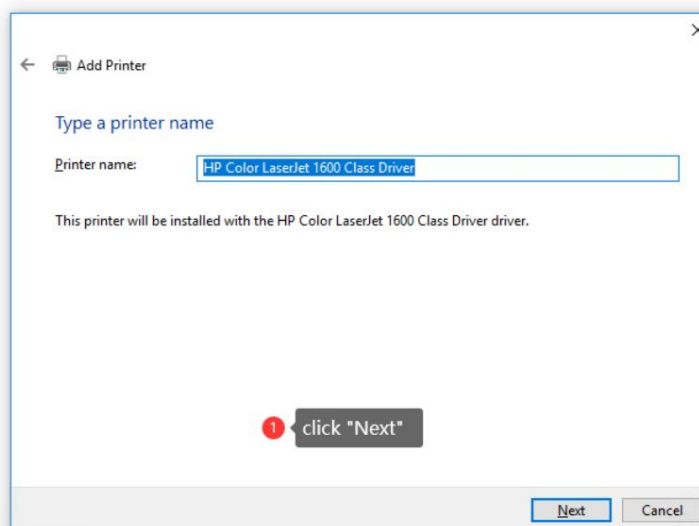 Add Printer
Type a printer name
Printer name: HP Color LaserJet 1600 Class Driver
This printer will be installed with the HP Color LaserJet 1600 Class Driver driver.
1 click "Next"
Next Cancel